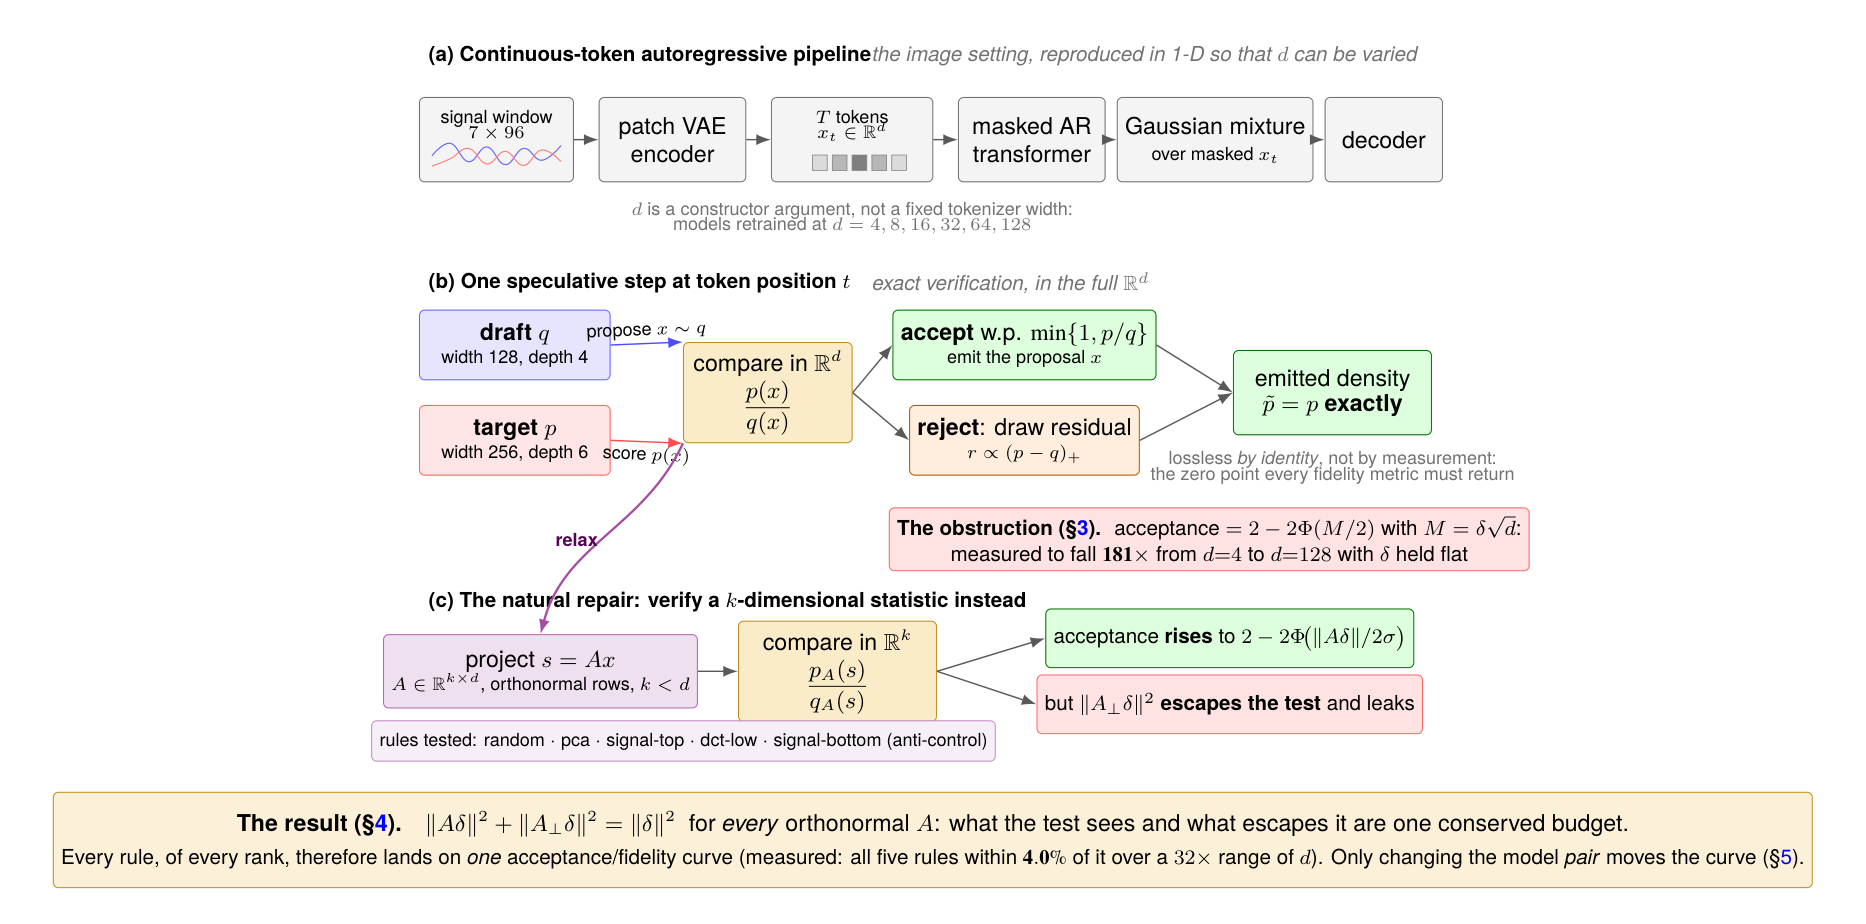 (a) Continuous-token autoregressive pipeline the image setting, reproduced in 1-D so that d can be varied
signal window
7 × 96
patch VAE
encoder
T tokens
x_t ∈ ℝ^d
masked AR
transformer
Gaussian mixture
over masked x_t
decoder
d is a constructor argument, not a fixed tokenizer width:
models retrained at d = 4, 8, 16, 32, 64, 128
(b) One speculative step at token position t exact verification, in the full ℝ^d
draft q
width 128, depth 4
propose x ∼ q
target p
width 256, depth 6
score p(x)
compare in ℝ^d
p(x)
q(x)
accept w.p. min{1, p/q}
emit the proposal x
reject: draw residual
r ∝ (p − q)₊
emitted density
p̃ = p exactly
lossless by identity, not by measurement:
the zero point every fidelity metric must return
The obstruction (§3). acceptance = 2 − 2Φ(M/2) with M = δ√d:
measured to fall 181× from d=4 to d=128 with δ held flat
relax
(c) The natural repair: verify a k-dimensional statistic instead
project s = Ax
A ∈ ℝ^{k×d}, orthonormal rows, k < d
compare in ℝ^k
p_A(s)
q_A(s)
acceptance rises to 2 − 2Φ(‖Aδ‖/2σ)
but ‖A_⊥δ‖² escapes the test and leaks
rules tested: random · pca · signal-top · dct-low · signal-bottom (anti-control)
The result (§4). ‖Aδ‖² + ‖A_⊥δ‖² = ‖δ‖² for every orthonormal A: what the test sees and what escapes it are one conserved budget.
Every rule, of every rank, therefore lands on one acceptance/fidelity curve (measured: all five rules within 4.0% of it over a 32× range of d). Only changing the model pair moves the curve (§5).